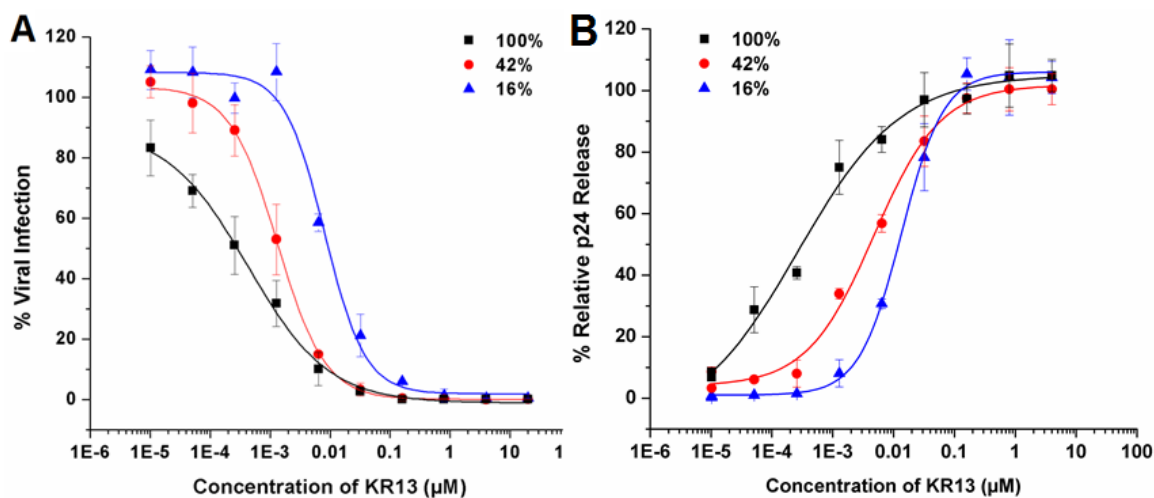 A
120
100
80
60
40
20
0
% Viral Infection
100%
42%
16%
1E-6 1E-5 1E-4 1E-3 0.01 0.1 1 10
Concentration of KR13 (µM)
B
120
100
80
60
40
20
0
% Relative p24 Release
100%
42%
16%
1E-6 1E-5 1E-4 1E-3 0.01 0.1 1 10 100
Concentration of KR13 (µM)